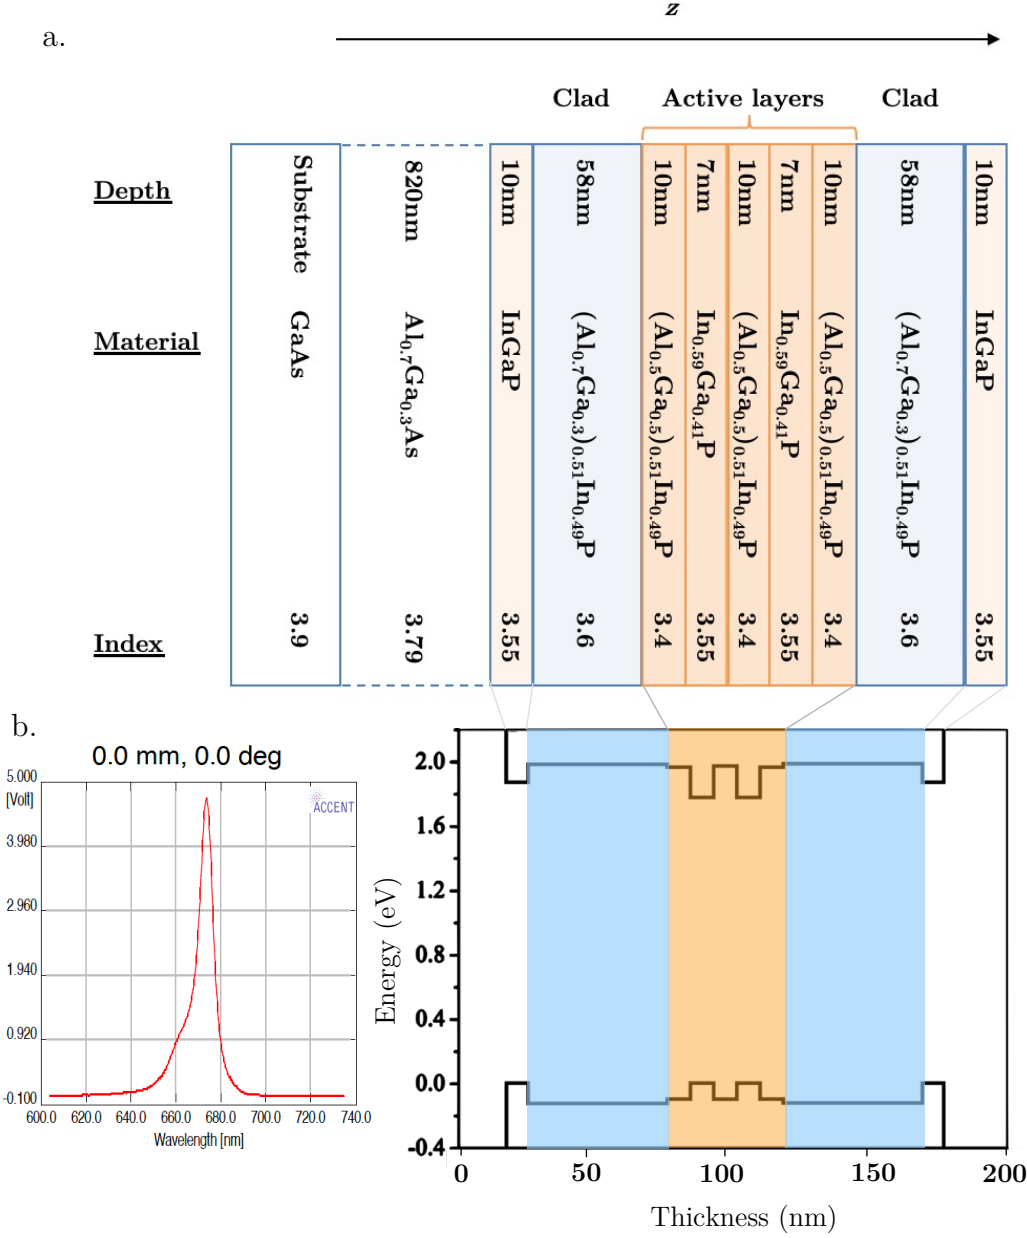 a.
z
Clad Active layers Clad
Depth
Substrate 820nm 10nm 58nm 10nm 7nm 10nm 7nm 10nm 58nm 10nm
Material
GaAs Al0.7Ga0.3As InGaP (Al0.7Ga0.3)0.51In0.49P (Al0.5Ga0.5)0.51In0.49P In0.59Ga0.41P (Al0.5Ga0.5)0.51In0.49P In0.59Ga0.41P (Al0.5Ga0.5)0.51In0.49P (Al0.7Ga0.3)0.51In0.49P InGaP
Index
3.9 3.79 3.55 3.6 3.4 3.55 3.4 3.55 3.4 3.6 3.55
b.
0.0 mm, 0.0 deg
5.000
[Volt]
ACCENT
3.980
2.960
1.940
0.920
-0.100
600.0 620.0 640.0 660.0 680.0 700.0 720.0 740.0
Wavelength [nm]
Energy (eV)
2.0
1.6
1.2
0.8
0.4
0.0
-0.4
0 50 100 150 200
Thickness (nm)